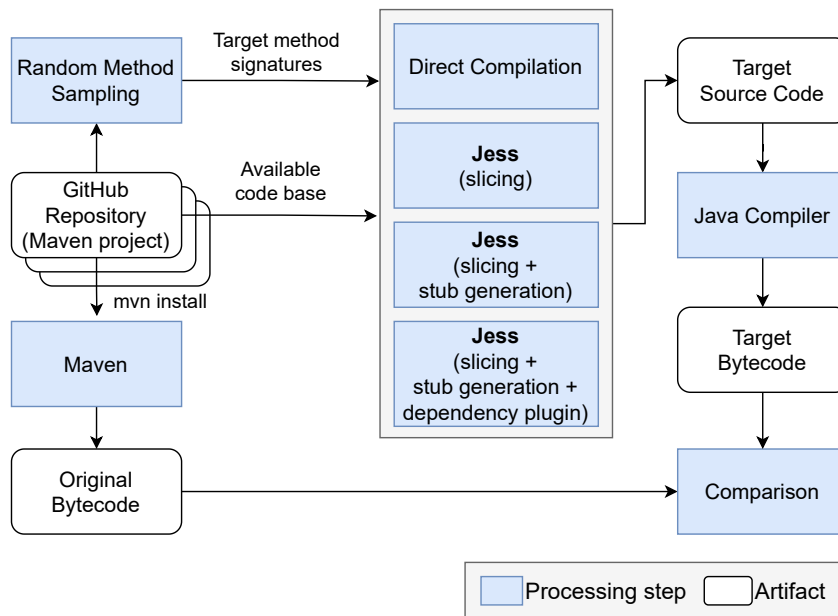 Random Method
Sampling
Target method
signatures
Direct Compilation
Target
Source Code
Jess
(slicing)
GitHub
Repository
(Maven project)
Available
code base
Java Compiler
Jess
(slicing +
stub generation)
mvn install
Maven
Jess
(slicing +
stub generation +
dependency plugin)
Target
Bytecode
Original
Bytecode
Comparison
Processing step
Artifact